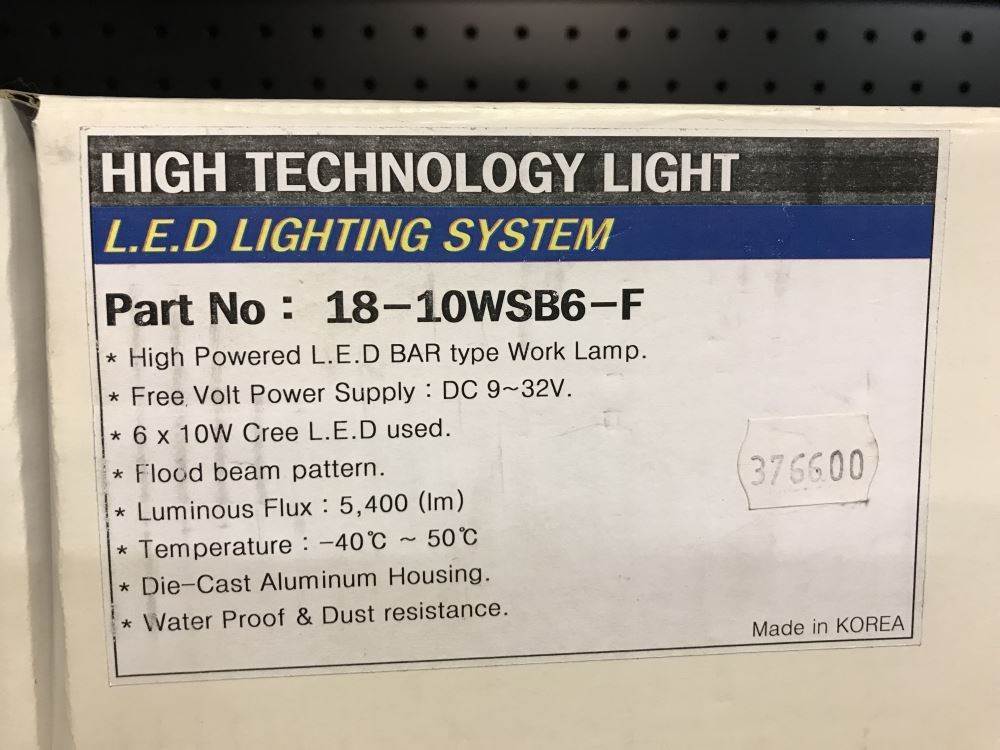 HIGH TECHNOLOGY LIGHT
L.E.D LIGHTING SYSTEM
Part No : 18-10WSB6-F
* High Powered L.E.D BAR type Work Lamp.
* Free Volt Power Supply : DC 9~32V.
* 6 x 10W Cree L.E.D used.
* Flood beam pattern.
* Luminous Flux : 5,400 (lm)
* Temperature : -40℃ ~ 50℃
* Die-Cast Aluminum Housing.
* Water Proof & Dust resistance.
376600
Made in KOREA